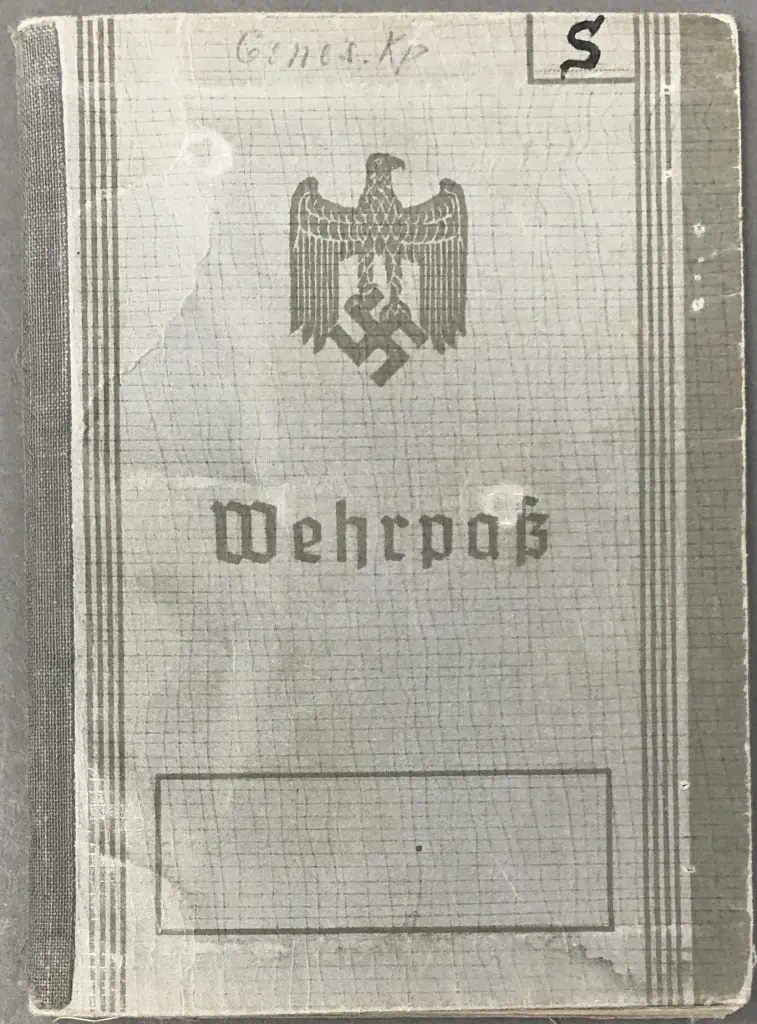 Genes. Kp
S
Wehrpaß